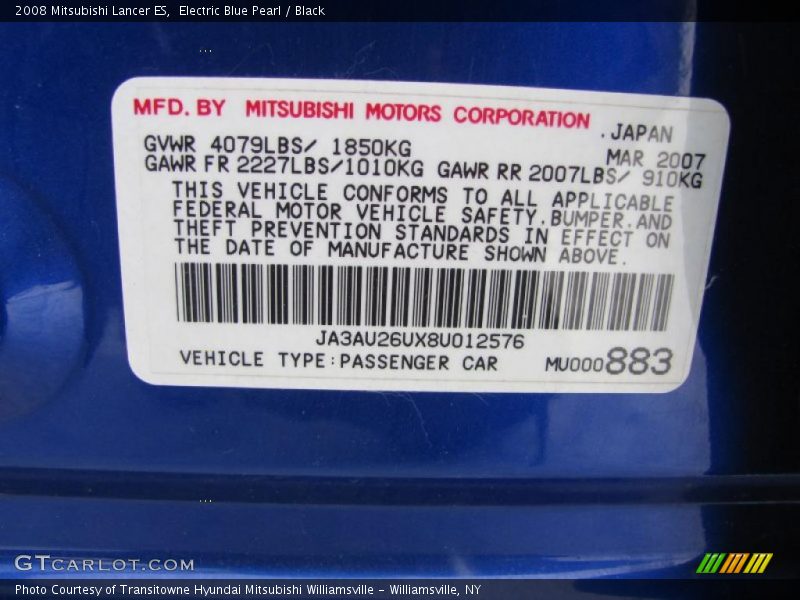 2008 Mitsubishi Lancer ES,  Electric Blue Pearl / Black
MFD. BY MITSUBISHI MOTORS CORPORATION
.JAPAN
GVWR 4079LBS/ 1850KG
MAR 2007
GAWR FR 2227LBS/1010KG GAWR RR 2007LBS/ 910KG
THIS VEHICLE CONFORMS TO ALL APPLICABLE
FEDERAL MOTOR VEHICLE SAFETY.BUMPER.AND
THEFT PREVENTION STANDARDS IN EFFECT ON
THE DATE OF MANUFACTURE SHOWN ABOVE.
JA3AU26UX8U012576
VEHICLE TYPE:PASSENGER CAR MU000883
GTCARLOT.COM
Photo Courtesy of Transitowne Hyundai Mitsubishi Williamsville – Williamsville, NY